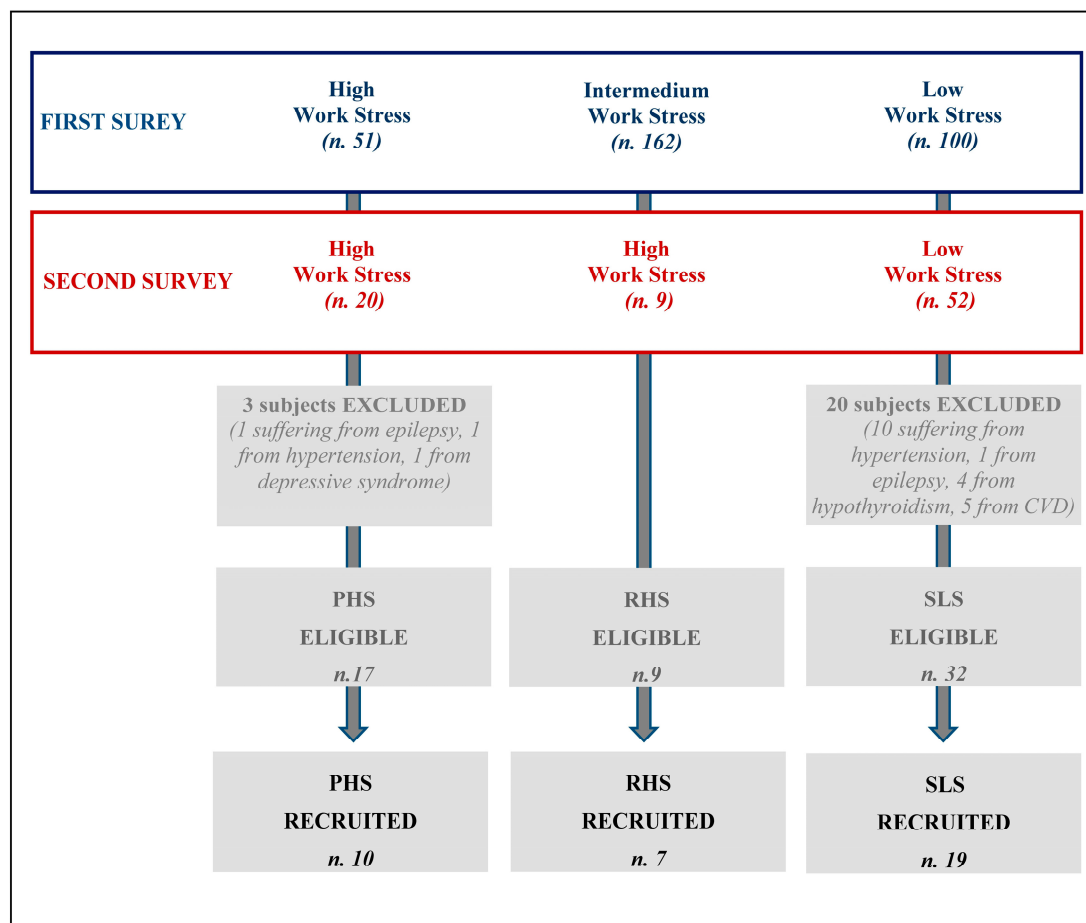 FIRST SUREY
High
Work Stress
(n. 51)
Intermedium
Work Stress
(n. 162)
Low
Work Stress
(n. 100)
SECOND SURVEY
High
Work Stress
(n. 20)
High
Work Stress
(n. 9)
Low
Work Stress
(n. 52)
3 subjects EXCLUDED
(1 suffering from epilepsy, 1
from hypertension, 1 from
depressive syndrome)
20 subjects EXCLUDED
(10 suffering from
hypertension, 1 from
epilepsy, 4 from
hypothyroidism, 5 from CVD)
PHS
ELIGIBLE
n.17
RHS
ELIGIBLE
n.9
SLS
ELIGIBLE
n. 32
PHS
RECRUITED
n. 10
RHS
RECRUITED
n. 7
SLS
RECRUITED
n. 19